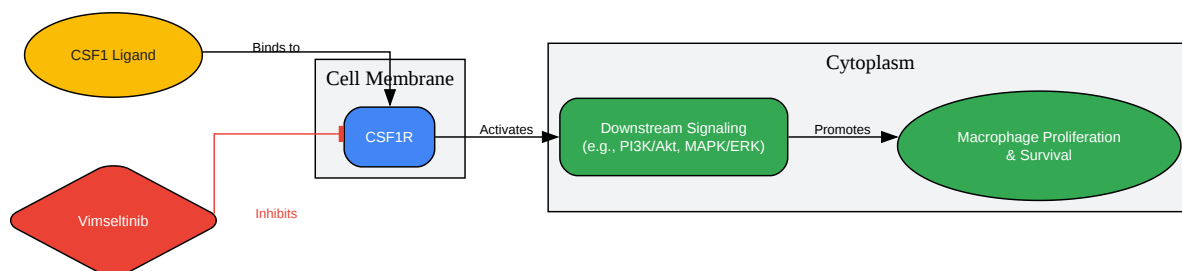 CSF1 Ligand
Binds to
Cell Membrane
CSF1R
Activates
Cytoplasm
Downstream Signaling
(e.g., PI3K/Akt, MAPK/ERK)
Promotes
Macrophage Proliferation
& Survival
Vimseltinib
Inhibits